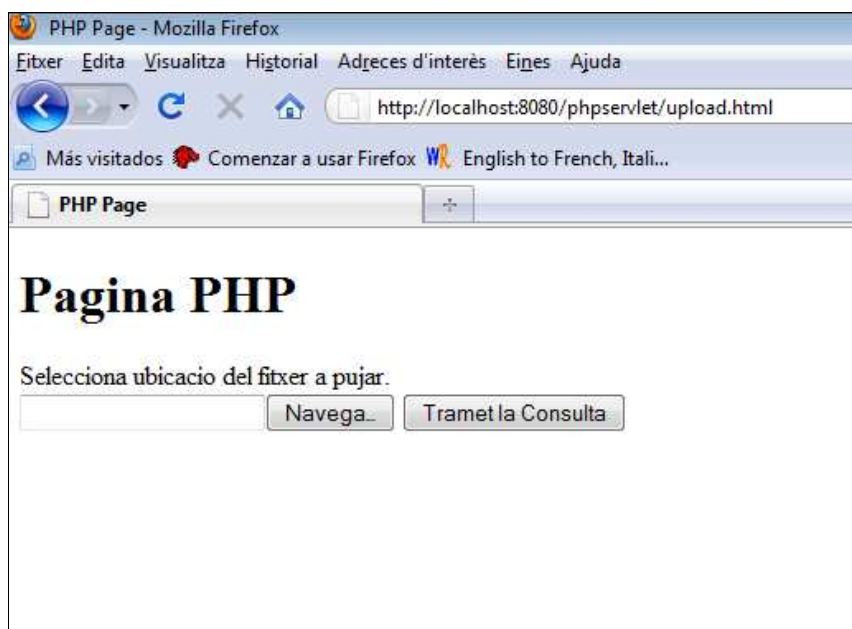 PHP Page - Mozilla Firefox
Fitxer Edita Visualitza Historial Adreces d'interès Eines Ajuda
http://localhost:8080/phpservlet/upload.html
Más visitados Comenzar a usar Firefox WR English to French, Itali...
PHP Page
Pagina PHP
Selecciona ubicacio del fitxer a pujar.
Navega... Tramet la Consulta